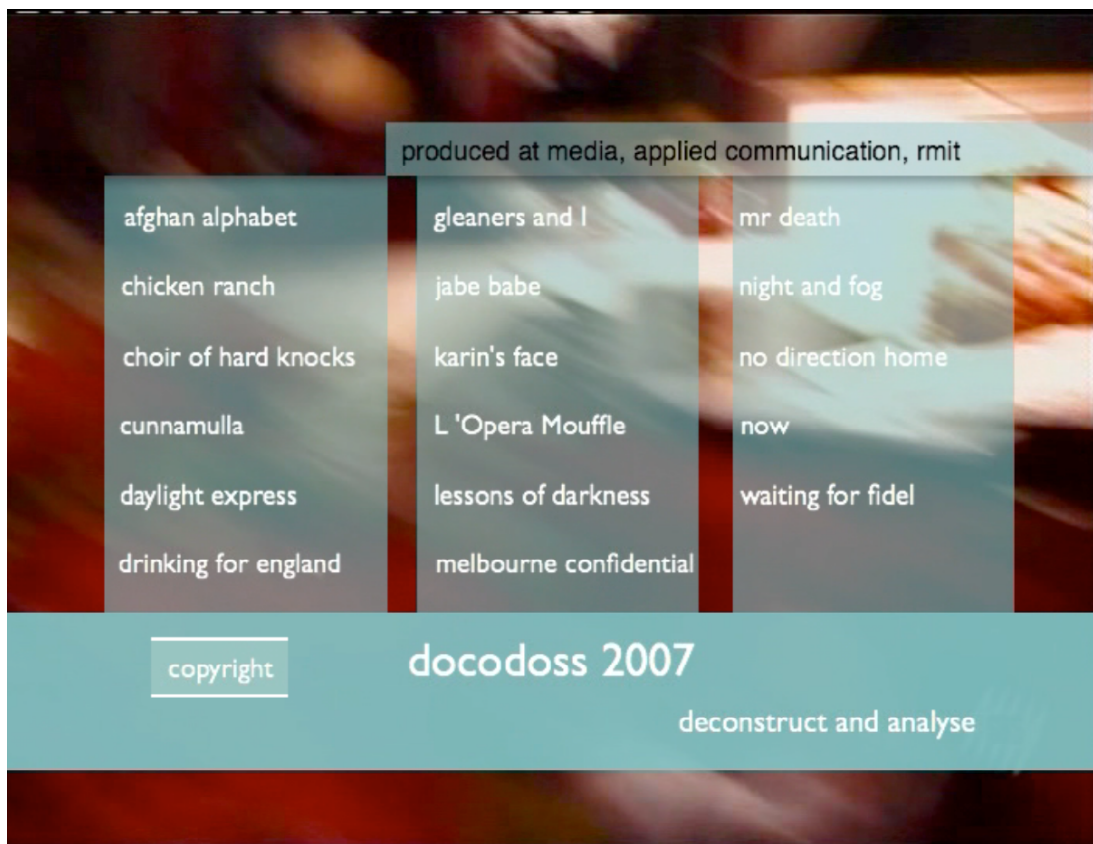 produced at media, applied communication, rmit
afghan alphabet
chicken ranch
choir of hard knocks
cunnamulla
daylight express
drinking for england
gleaners and I
jabe babe
karin's face
L 'Opera Mouffle
lessons of darkness
melbourne confidential
mr death
night and fog
no direction home
now
waiting for fidel
copyright
docodoss 2007
deconstruct and analyse